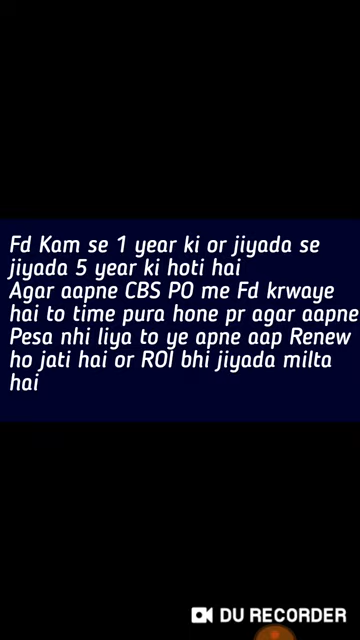 Fd Kam se 1 year ki or jiyada se
jiyada 5 year ki hoti hai
Agar aapne CBS PO me Fd krwaye
hai to time pura hone pr agar aapne
Pesa nhi liya to ye apne aap Renew
ho jati hai or ROI bhi jiyada milta
hai
DU RECORDER